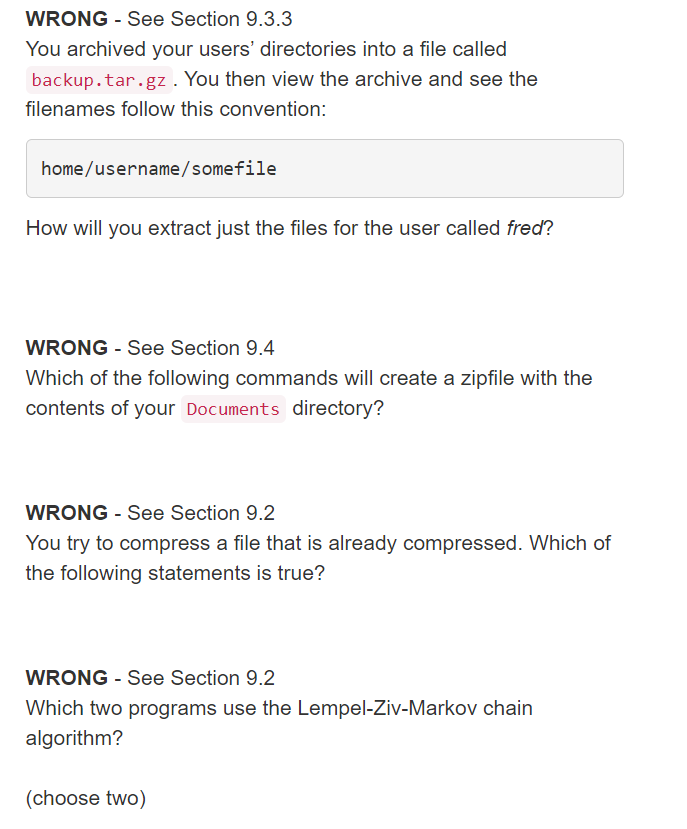 WRONG - See Section 9.3.3
You archived your users’ directories into a file called
backup.tar.gz . You then view the archive and see the
filenames follow this convention:
home/username/somefile
How will you extract just the files for the user called fred?
WRONG - See Section 9.4
Which of the following commands will create a zipfile with the
contents of your Documents directory?
WRONG - See Section 9.2
You try to compress a file that is already compressed. Which of
the following statements is true?
WRONG - See Section 9.2
Which two programs use the Lempel-Ziv-Markov chain
algorithm?
(choose two)